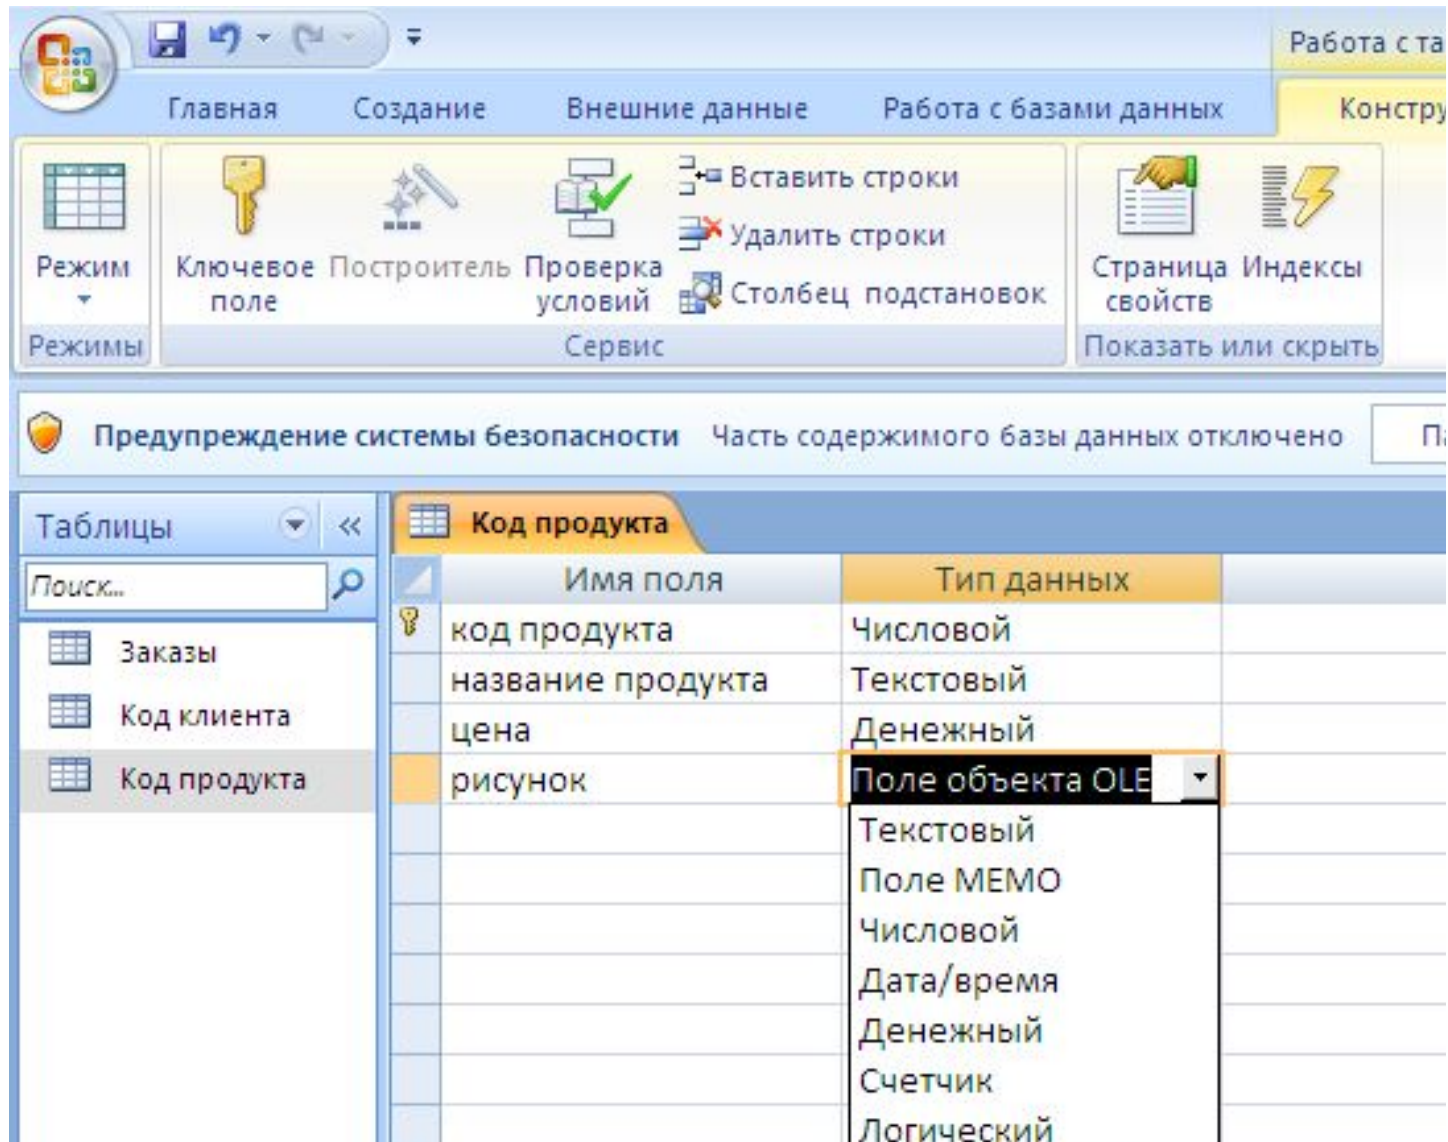 Работа с та
Главная Создание Внешние данные Работа с базами данных Констру
Режим
Ключевое поле
Построитель
Проверка условий
Вставить строки
Удалить строки
Столбец подстановок
Страница свойств
Индексы
Режимы Сервис Показать или скрыть
Предупреждение системы безопасности Часть содержимого базы данных отключено Па
Таблицы
Поиск...
Заказы
Код клиента
Код продукта
Код продукта
Имя поля Тип данных
код продукта Числовой
название продукта Текстовый
цена Денежный
рисунок Поле объекта OLE
Текстовый
Поле МЕМО
Числовой
Дата/время
Денежный
Счетчик
Логический